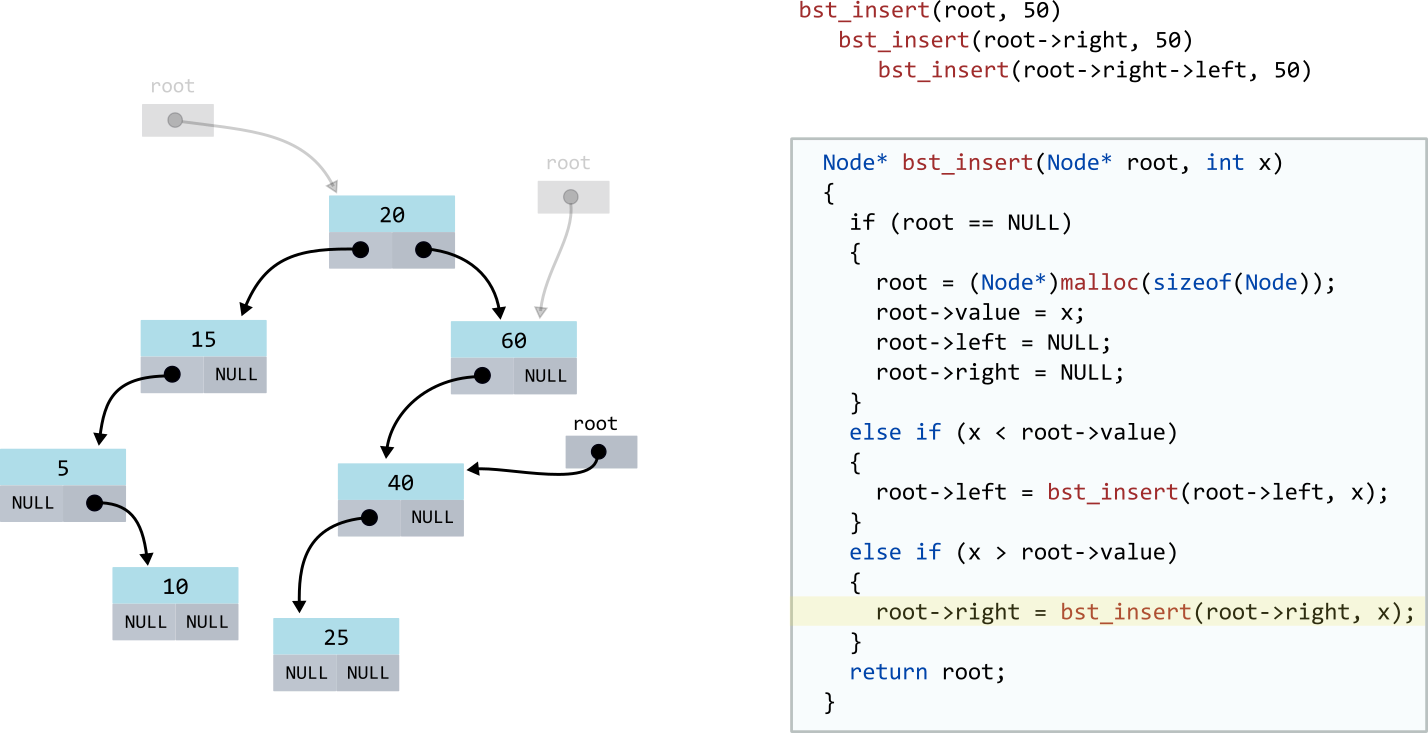 bst_insert(root, 50)
bst_insert(root->right, 50)
bst_insert(root->right->left, 50)
root
root
20
15
NULL
60
NULL
root
5
NULL
40
NULL
10
NULL NULL
25
NULL NULL
Node* bst_insert(Node* root, int x)
{
if (root == NULL)
{
root = (Node*)malloc(sizeof(Node));
root->value = x;
root->left = NULL;
root->right = NULL;
}
else if (x < root->value)
{
root->left = bst_insert(root->left, x);
}
else if (x > root->value)
{
root->right = bst_insert(root->right, x);
}
return root;
}